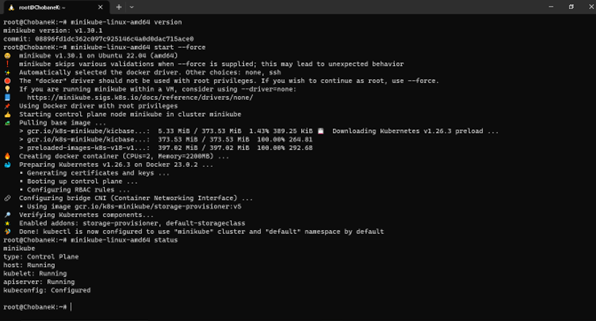 root@ChobaneK: ~
root@ChobaneK:~# minikube-linux-amd64 version
minikube version: v1.30.1
commit: 08896fd1dc362c097c925146c4a0d0dac715ace0
root@ChobaneK:~# minikube-linux-amd64 start --force
minikube v1.30.1 on Ubuntu 22.04 (amd64)
minikube skips various validations when --force is supplied; this may lead to unexpected behavior
Automatically selected the docker driver. Other choices: none, ssh
The "docker" driver should not be used with root privileges. If you wish to continue as root, use --force.
If you are running minikube within a VM, consider using --driver=none:
https://minikube.sigs.k8s.io/docs/reference/drivers/none/
Using Docker driver with root privileges
Starting control plane node minikube in cluster minikube
Pulling base image ...
> gcr.io/k8s-minikube/kicbase...: 5.33 MiB / 373.53 MiB 1.43% 389.25 KiB Downloading Kubernetes v1.26.3 preload ...
> gcr.io/k8s-minikube/kicbase...: 373.53 MiB / 373.53 MiB 100.00% 264.81
> preloaded-images-k8s-v18-v1...: 397.02 MiB / 397.02 MiB 100.00% 292.68
Creating docker container (CPUs=2, Memory=2200MB) ...
Preparing Kubernetes v1.26.3 on Docker 23.0.2 ...
• Generating certificates and keys ...
• Booting up control plane ...
• Configuring RBAC rules ...
Configuring bridge CNI (Container Networking Interface) ...
• Using image gcr.io/k8s-minikube/storage-provisioner:v5
Verifying Kubernetes components...
Enabled addons: storage-provisioner, default-storageclass
Done! kubectl is now configured to use "minikube" cluster and "default" namespace by default
root@ChobaneK:~# minikube-linux-amd64 status
minikube
type: Control Plane
host: Running
kubelet: Running
apiserver: Running
kubeconfig: Configured
root@ChobaneK:~#